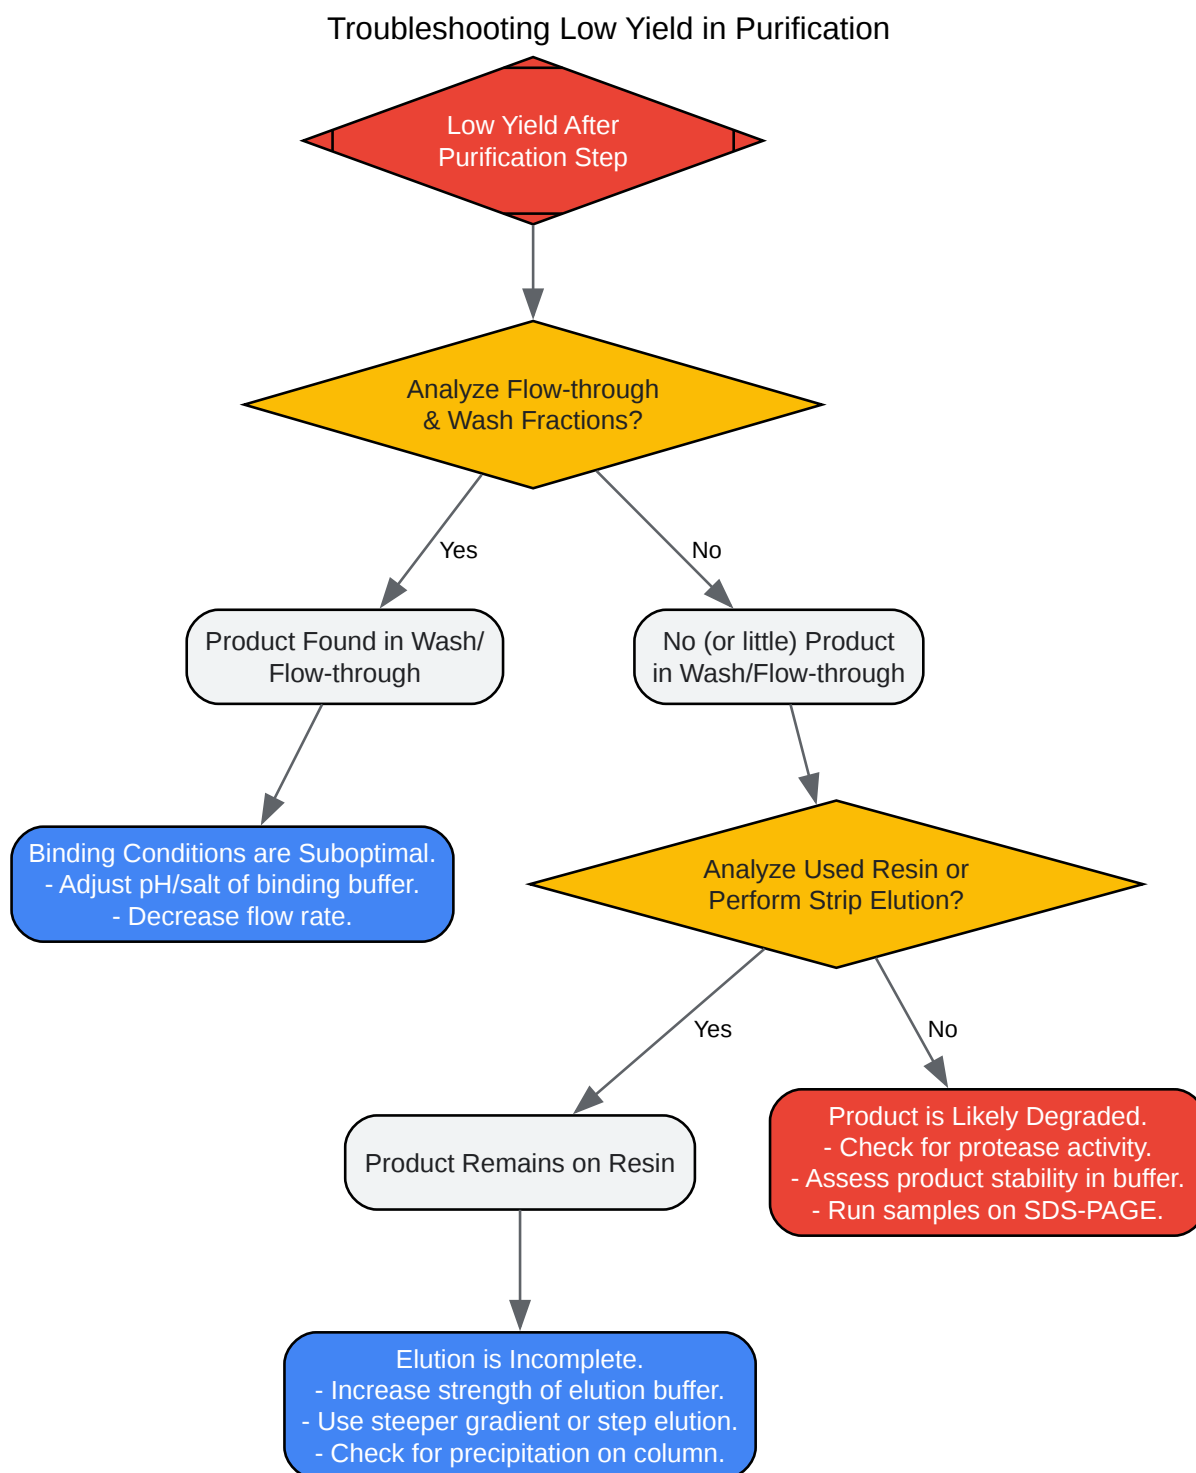 Troubleshooting Low Yield in Purification
Low Yield After
Purification Step
Analyze Flow-through
& Wash Fractions?
Yes
No
Product Found in Wash/
Flow-through
No (or little) Product
in Wash/Flow-through
Binding Conditions are Suboptimal.
- Adjust pH/salt of binding buffer.
- Decrease flow rate.
Analyze Used Resin or
Perform Strip Elution?
Yes
No
Product Remains on Resin
Product is Likely Degraded.
- Check for protease activity.
- Assess product stability in buffer.
- Run samples on SDS-PAGE.
Elution is Incomplete.
- Increase strength of elution buffer.
- Use steeper gradient or step elution.
- Check for precipitation on column.